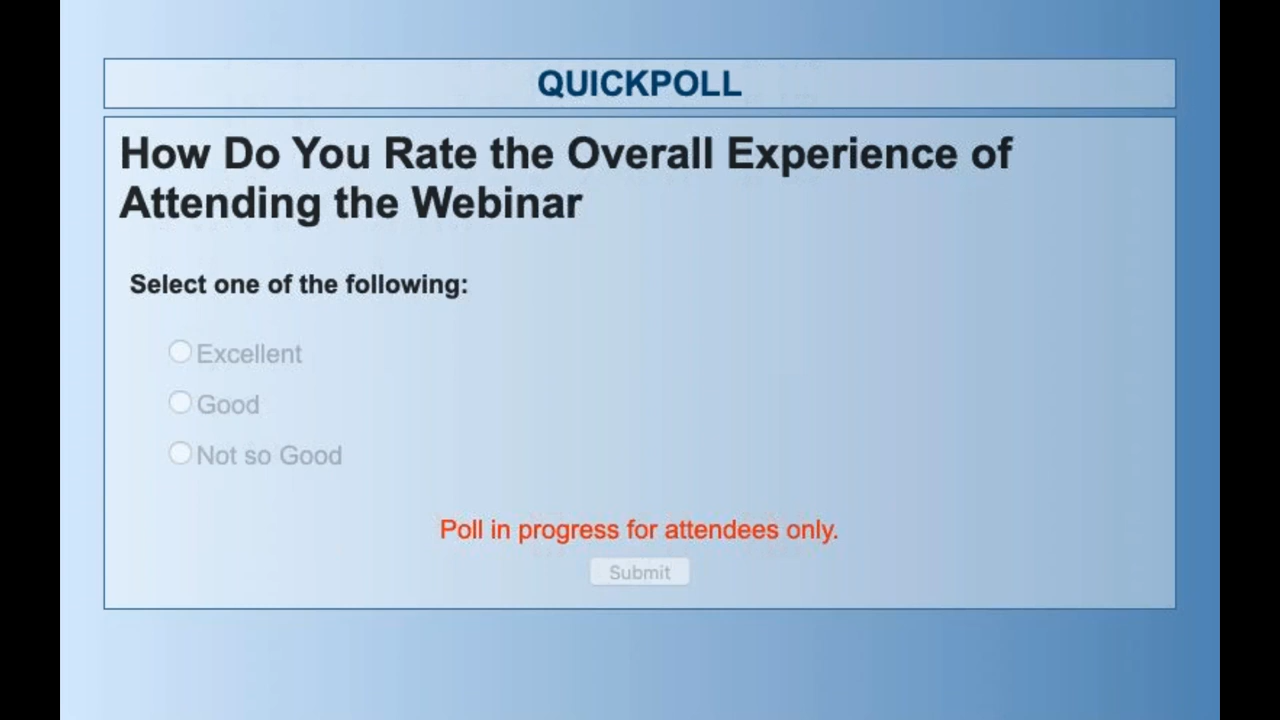 QUICKPOLL
How Do You Rate the Overall Experience of
Attending the Webinar
Select one of the following:
Excellent
Good
Not so Good
Poll in progress for attendees only.
Submit